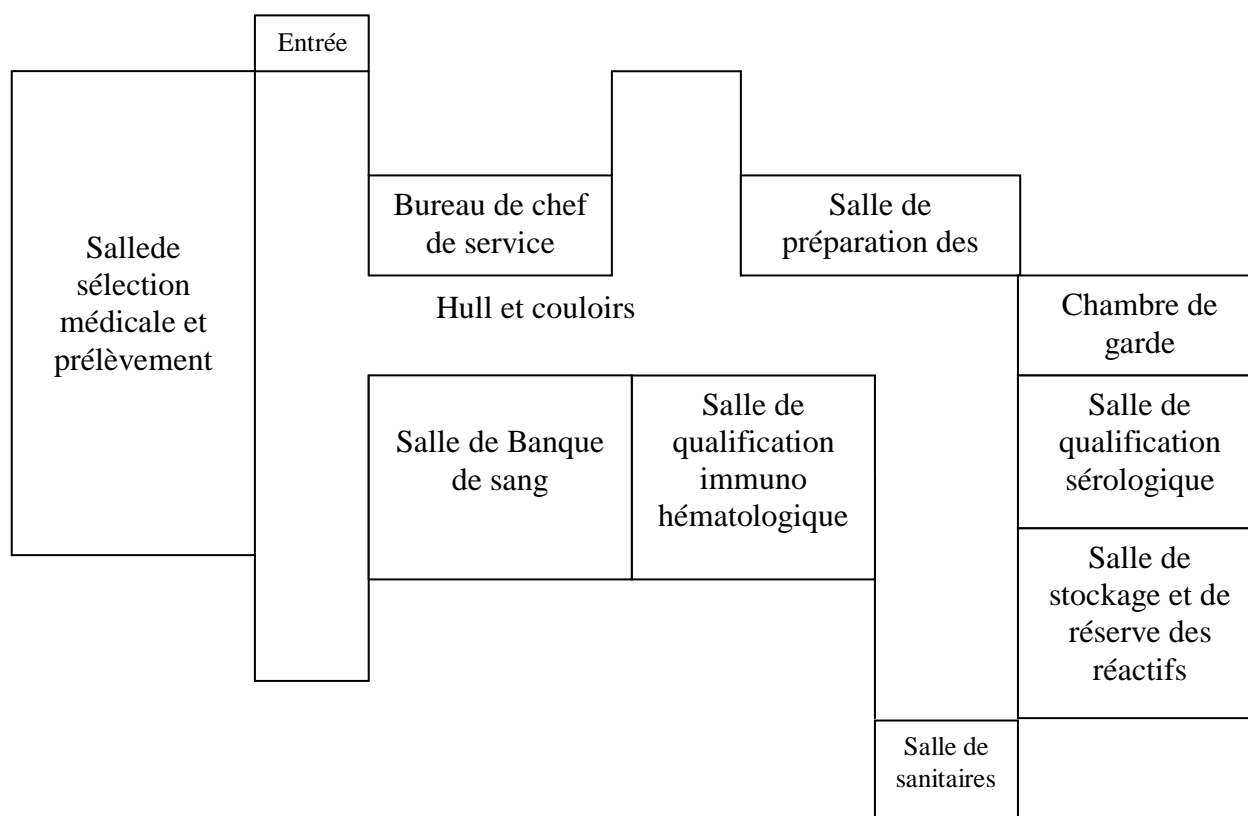 Entrée
Sallede
sélection
médicale et
prélèvement
Bureau de chef
de service
Salle de
préparation des
Hull et couloirs
Chambre de
garde
Salle de Banque
de sang
Salle de
qualification
immuno
hématologique
Salle de
qualification
sérologique
Salle de
stockage et de
réserve des
réactifs
Salle de
sanitaires